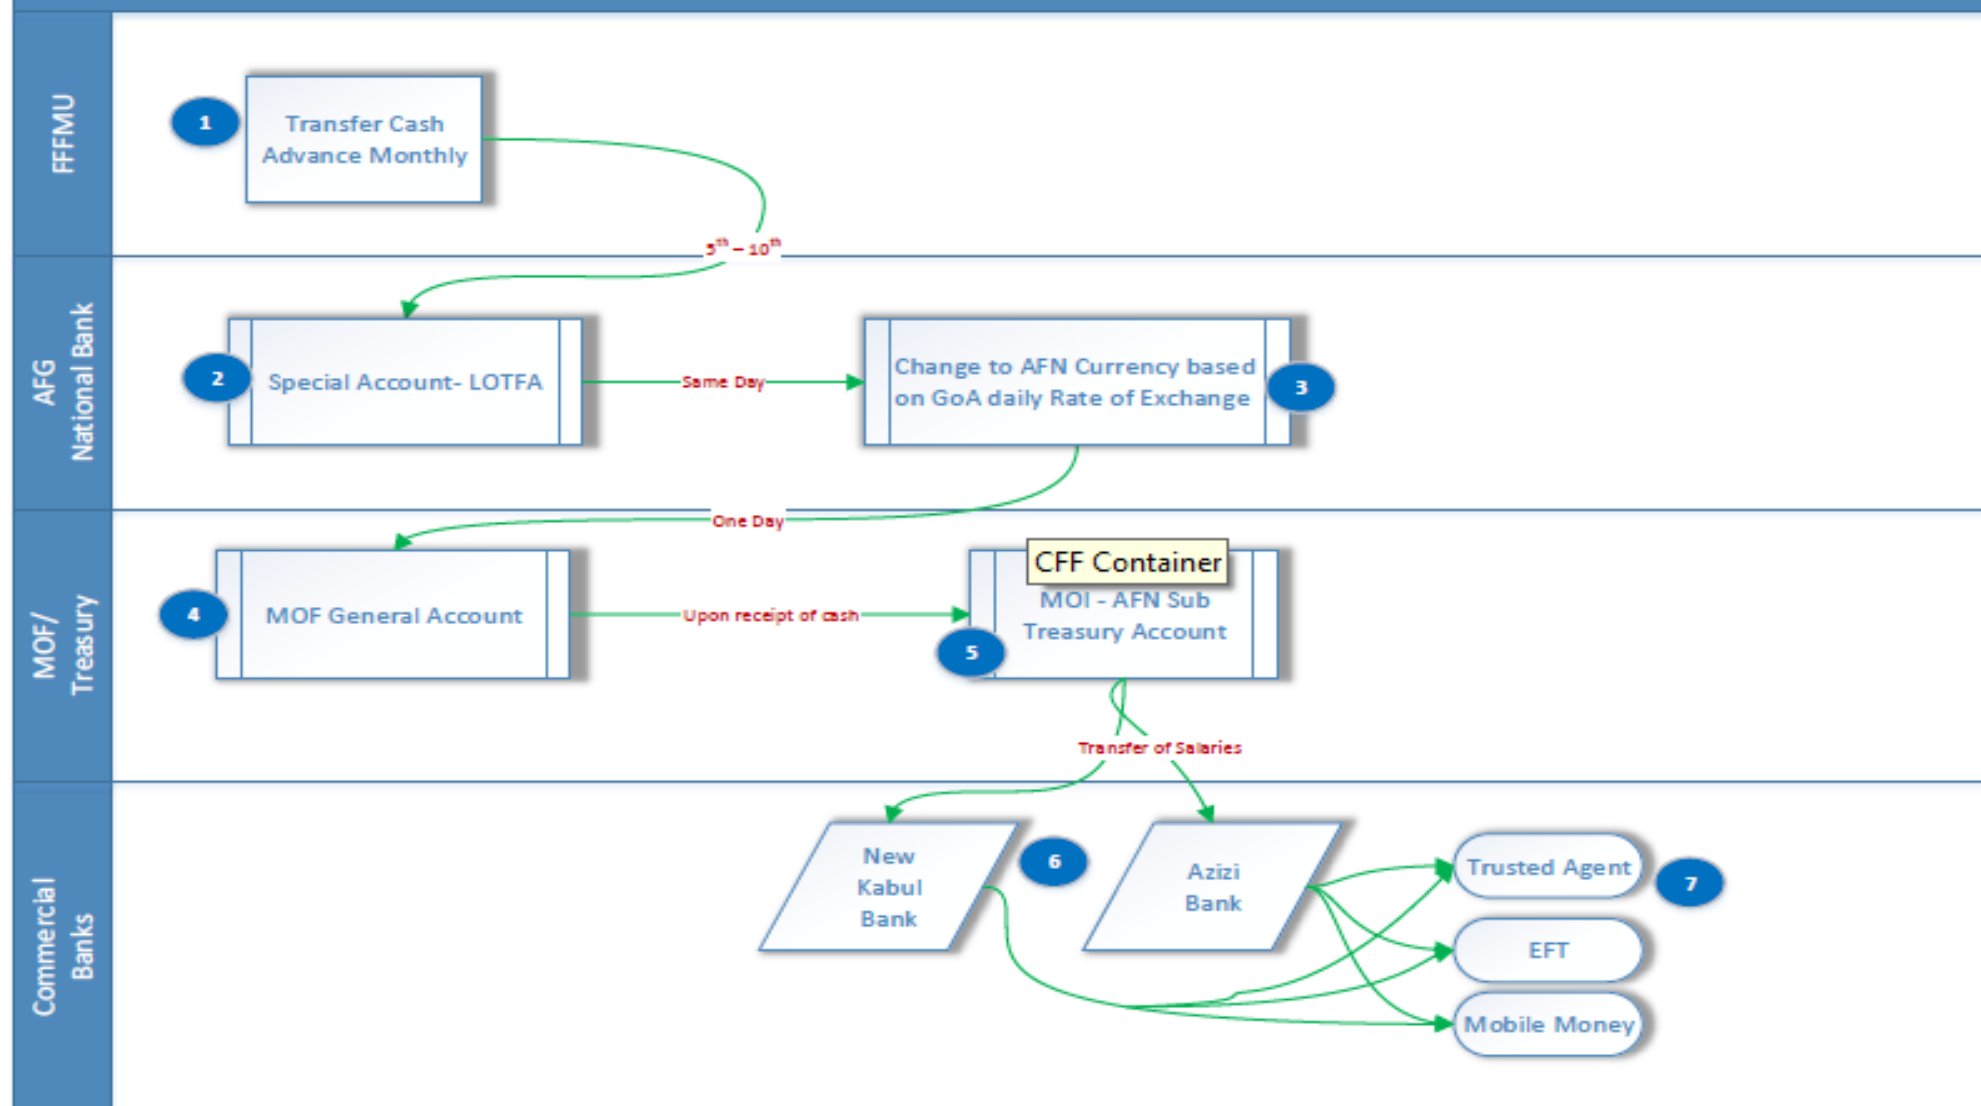 FFFMU
1
Transfer Cash
Advance Monthly
5th – 10th
AFG
National Bank
2
Special Account- LOTFA
Same Day
Change to AFN Currency based
on GoA daily Rate of Exchange
3
One Day
MOF/
Treasury
4
MOF General Account
Upon receipt of cash
CFF Container
MOI - AFN Sub
Treasury Account
5
Transfer of Salaries
Commercial
Banks
New
Kabul
Bank
6
Azizi
Bank
Trusted Agent
7
EFT
Mobile Money